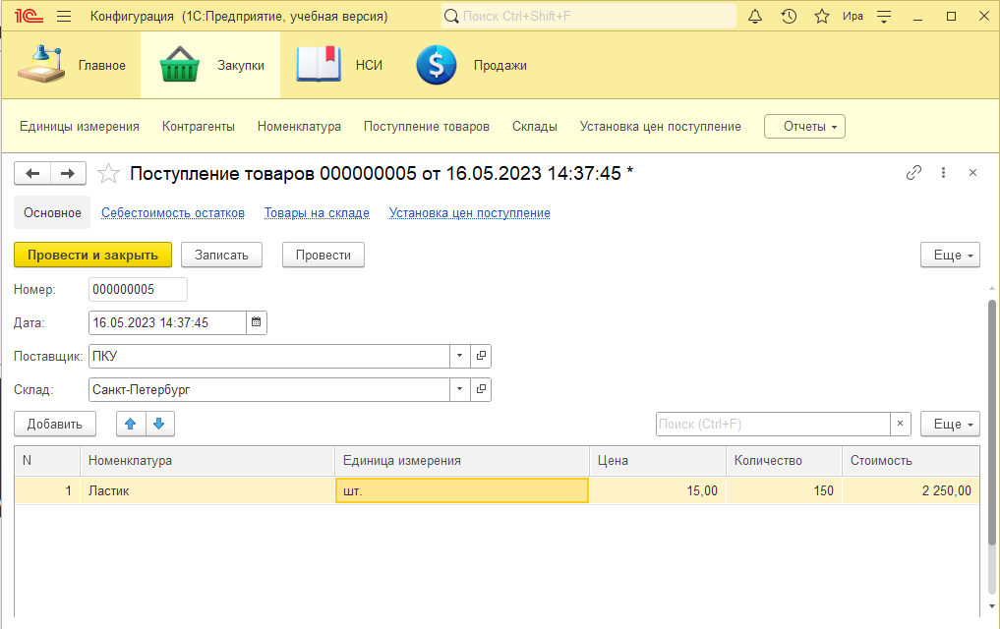 1С Конфигурация (1С:Предприятие, учебная версия) Поиск Ctrl+Shift+F Ира
Главное Закупки НСИ Продажи
Единицы измерения Контрагенты Номенклатура Поступление товаров Склады Установка цен поступление Отчеты
Поступление товаров 000000005 от 16.05.2023 14:37:45 *
Основное Себестоимость остатков Товары на складе Установка цен поступление
Провести и закрыть Записать Провести Еще
Номер: 000000005
Дата: 16.05.2023 14:37:45
Поставщик: ПКУ
Склад: Санкт-Петербург
Добавить Поиск (Ctrl+F) × Еще
N Номенклатура Единица измерения Цена Количество Стоимость
1 Ластик шт. 15,00 150 2 250,00